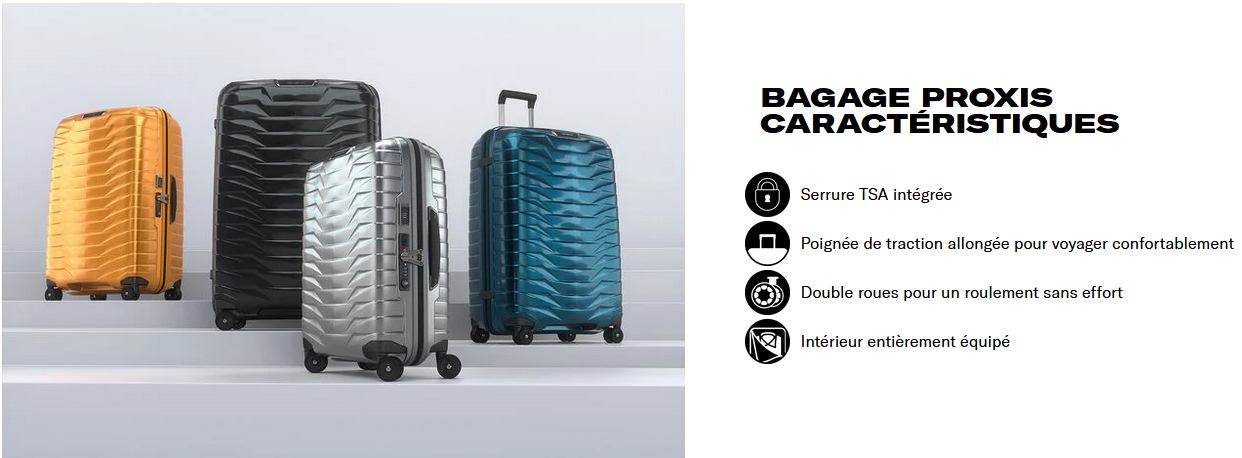 BAGAGE PROXIS
CARACTÉRISTIQUES
Serrure TSA intégrée
Poignée de traction allongée pour voyager confortablement
Double roues pour un roulement sans effort
Intérieur entièrement équipé